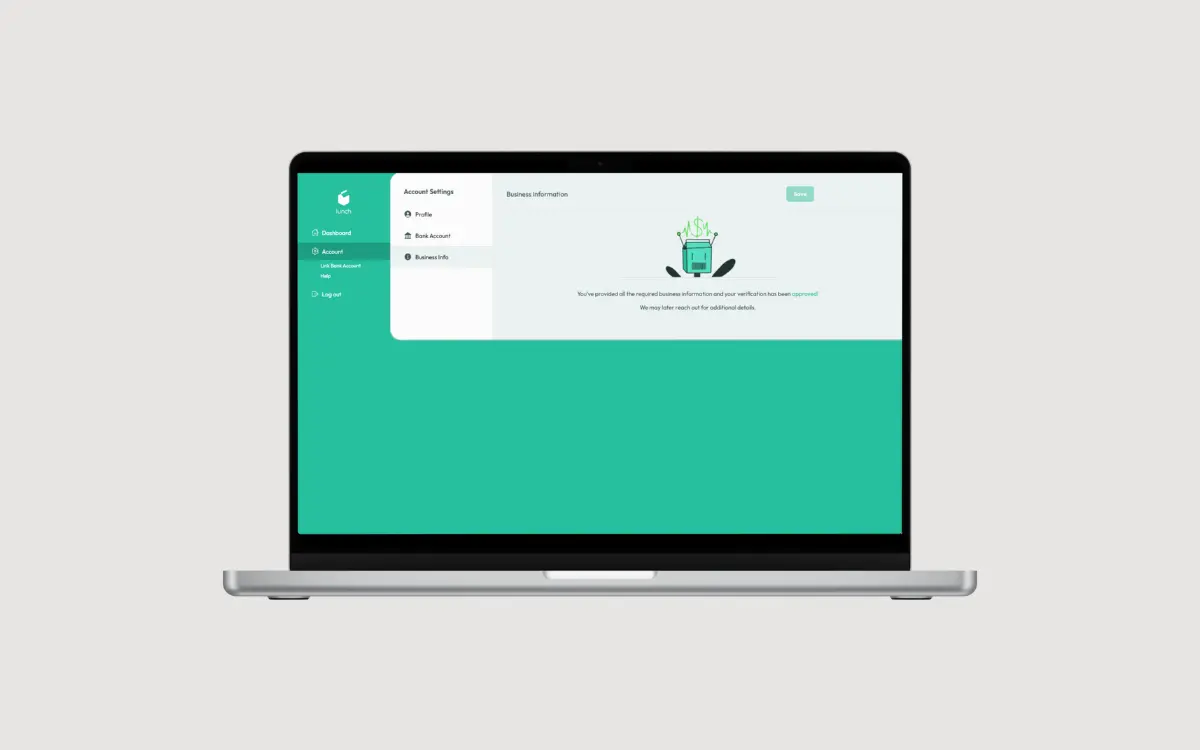 lunch
Dashboard
Account
Link Bank Account
Help
Log out
Account Settings
Profile
Bank Account
Business Info
Business Information
Save
$
You've provided all the required business information and your verification has been approved!
We may later reach out for additional details.